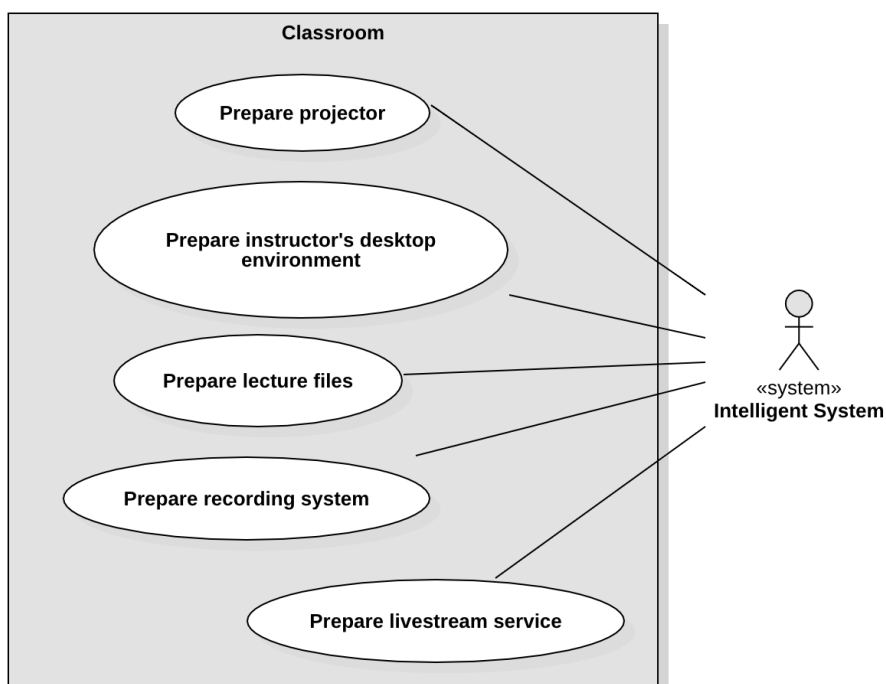 Classroom
Prepare projector
Prepare instructor's desktop
environment
Prepare lecture files
«system»
Intelligent System
Prepare recording system
Prepare livestream service